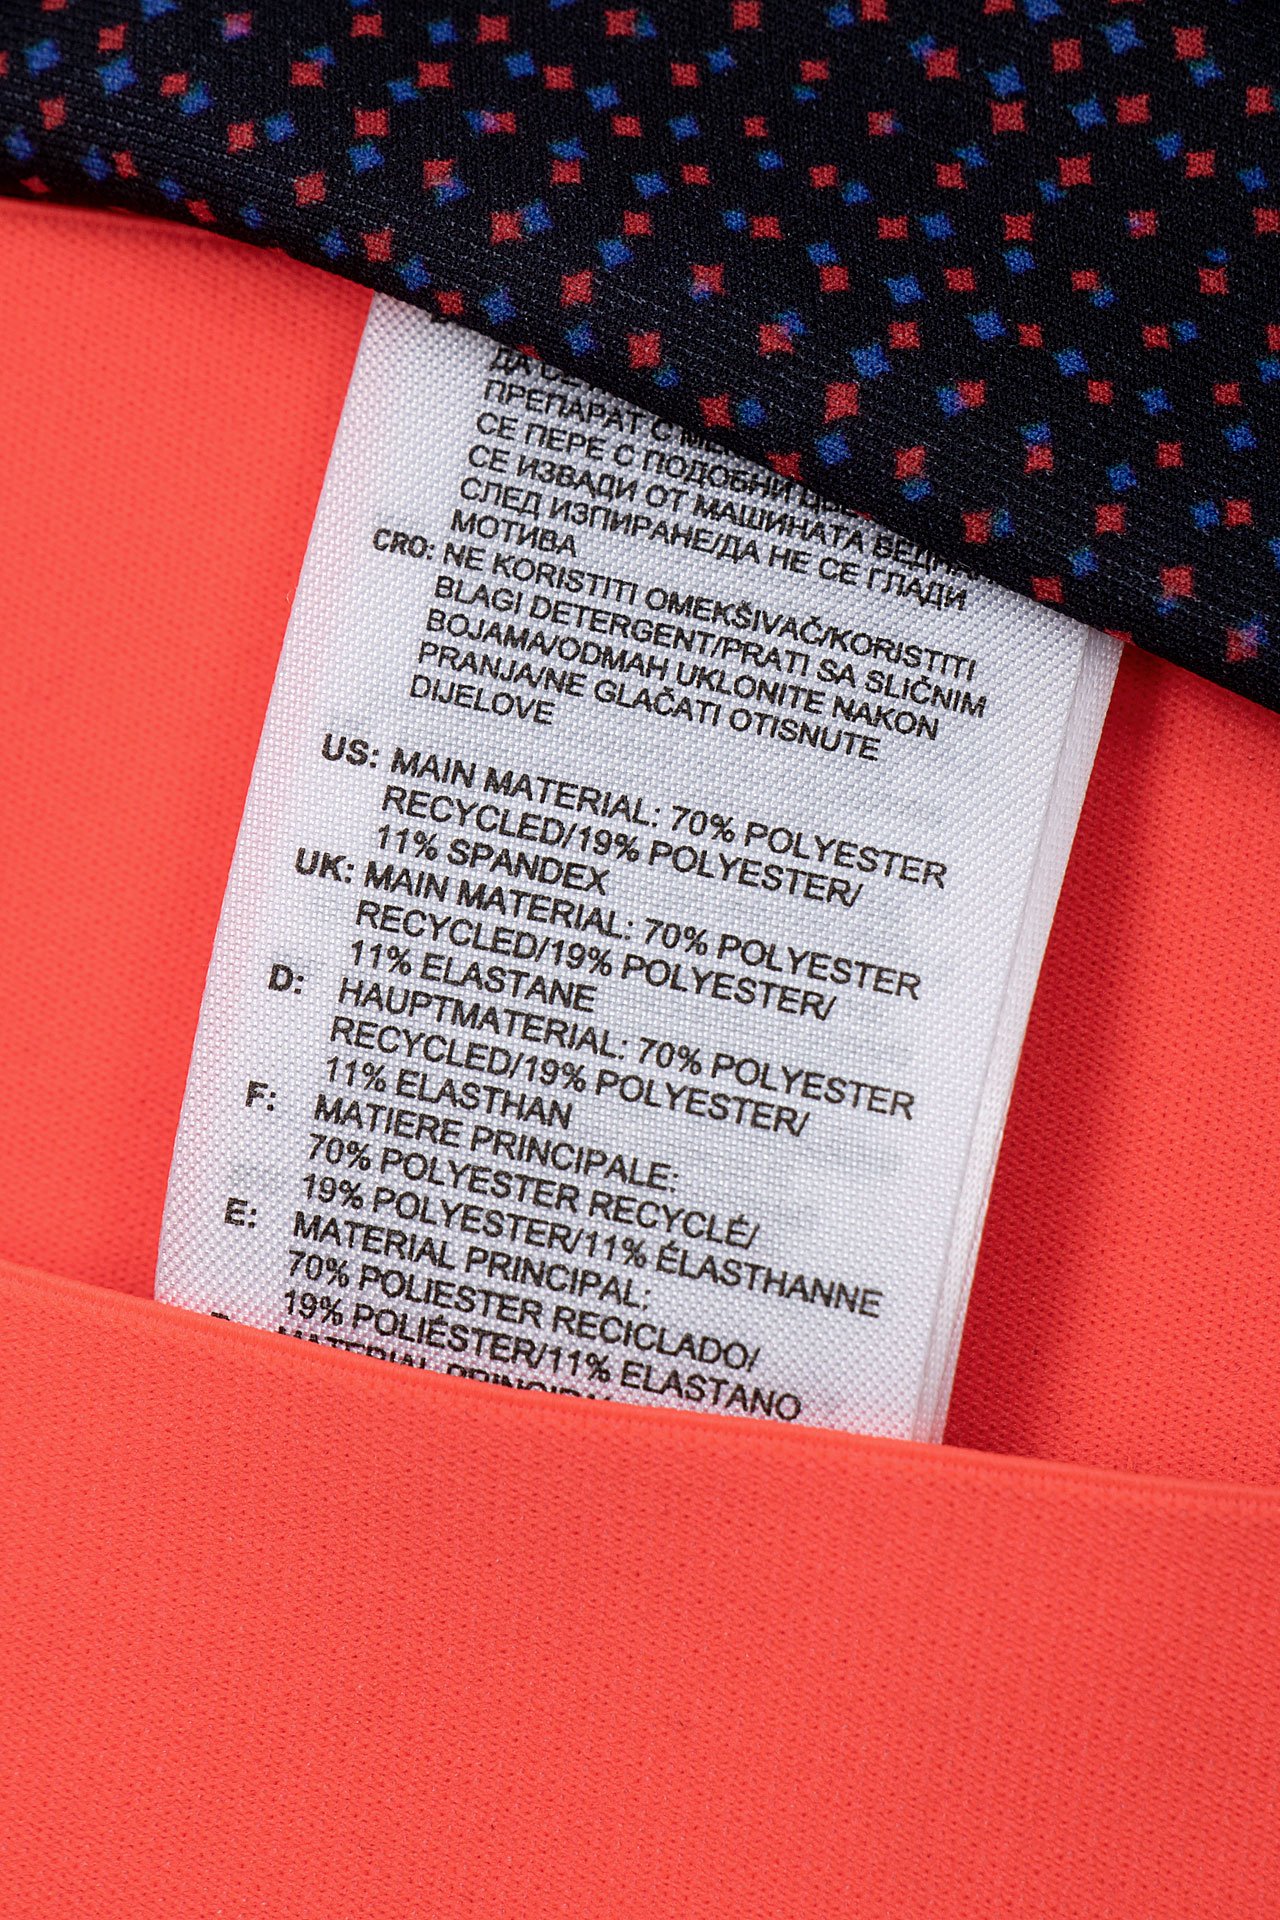 ПРЕПАРАТ С
СЕ ПЕРЕ С ПОДОБНИ
СЕ ИЗВАДИ ОТ МАШИНАТА
СЛЕД ИЗПИРАНЕ/ДА НЕ СЕ ГЛАДИ
МОТИВА
CRO: NE KORISTITI OMEKŠIVAČ/KORISTITI
BLAGI DETERGENT/PRATI SA SLIČNIM
BOJAMA/ODMAH UKLONITE NAKON
PRANJA/NE GLAČATI OTISNUTE
DIJELOVE
US: MAIN MATERIAL: 70% POLYESTER
RECYCLED/19% POLYESTER/
11% SPANDEX
UK: MAIN MATERIAL: 70% POLYESTER
RECYCLED/19% POLYESTER/
11% ELASTANE
D: HAUPTMATERIAL: 70% POLYESTER
RECYCLED/19% POLYESTER/
11% ELASTHAN
F: MATIERE PRINCIPALE:
70% POLYESTER RECYCLÉ/
19% POLYESTER/11% ÉLASTHANNE
E: MATERIAL PRINCIPAL:
70% POLIESTER RECICLADO/
19% POLIÉSTER/11% ELASTANO
MATERIAL